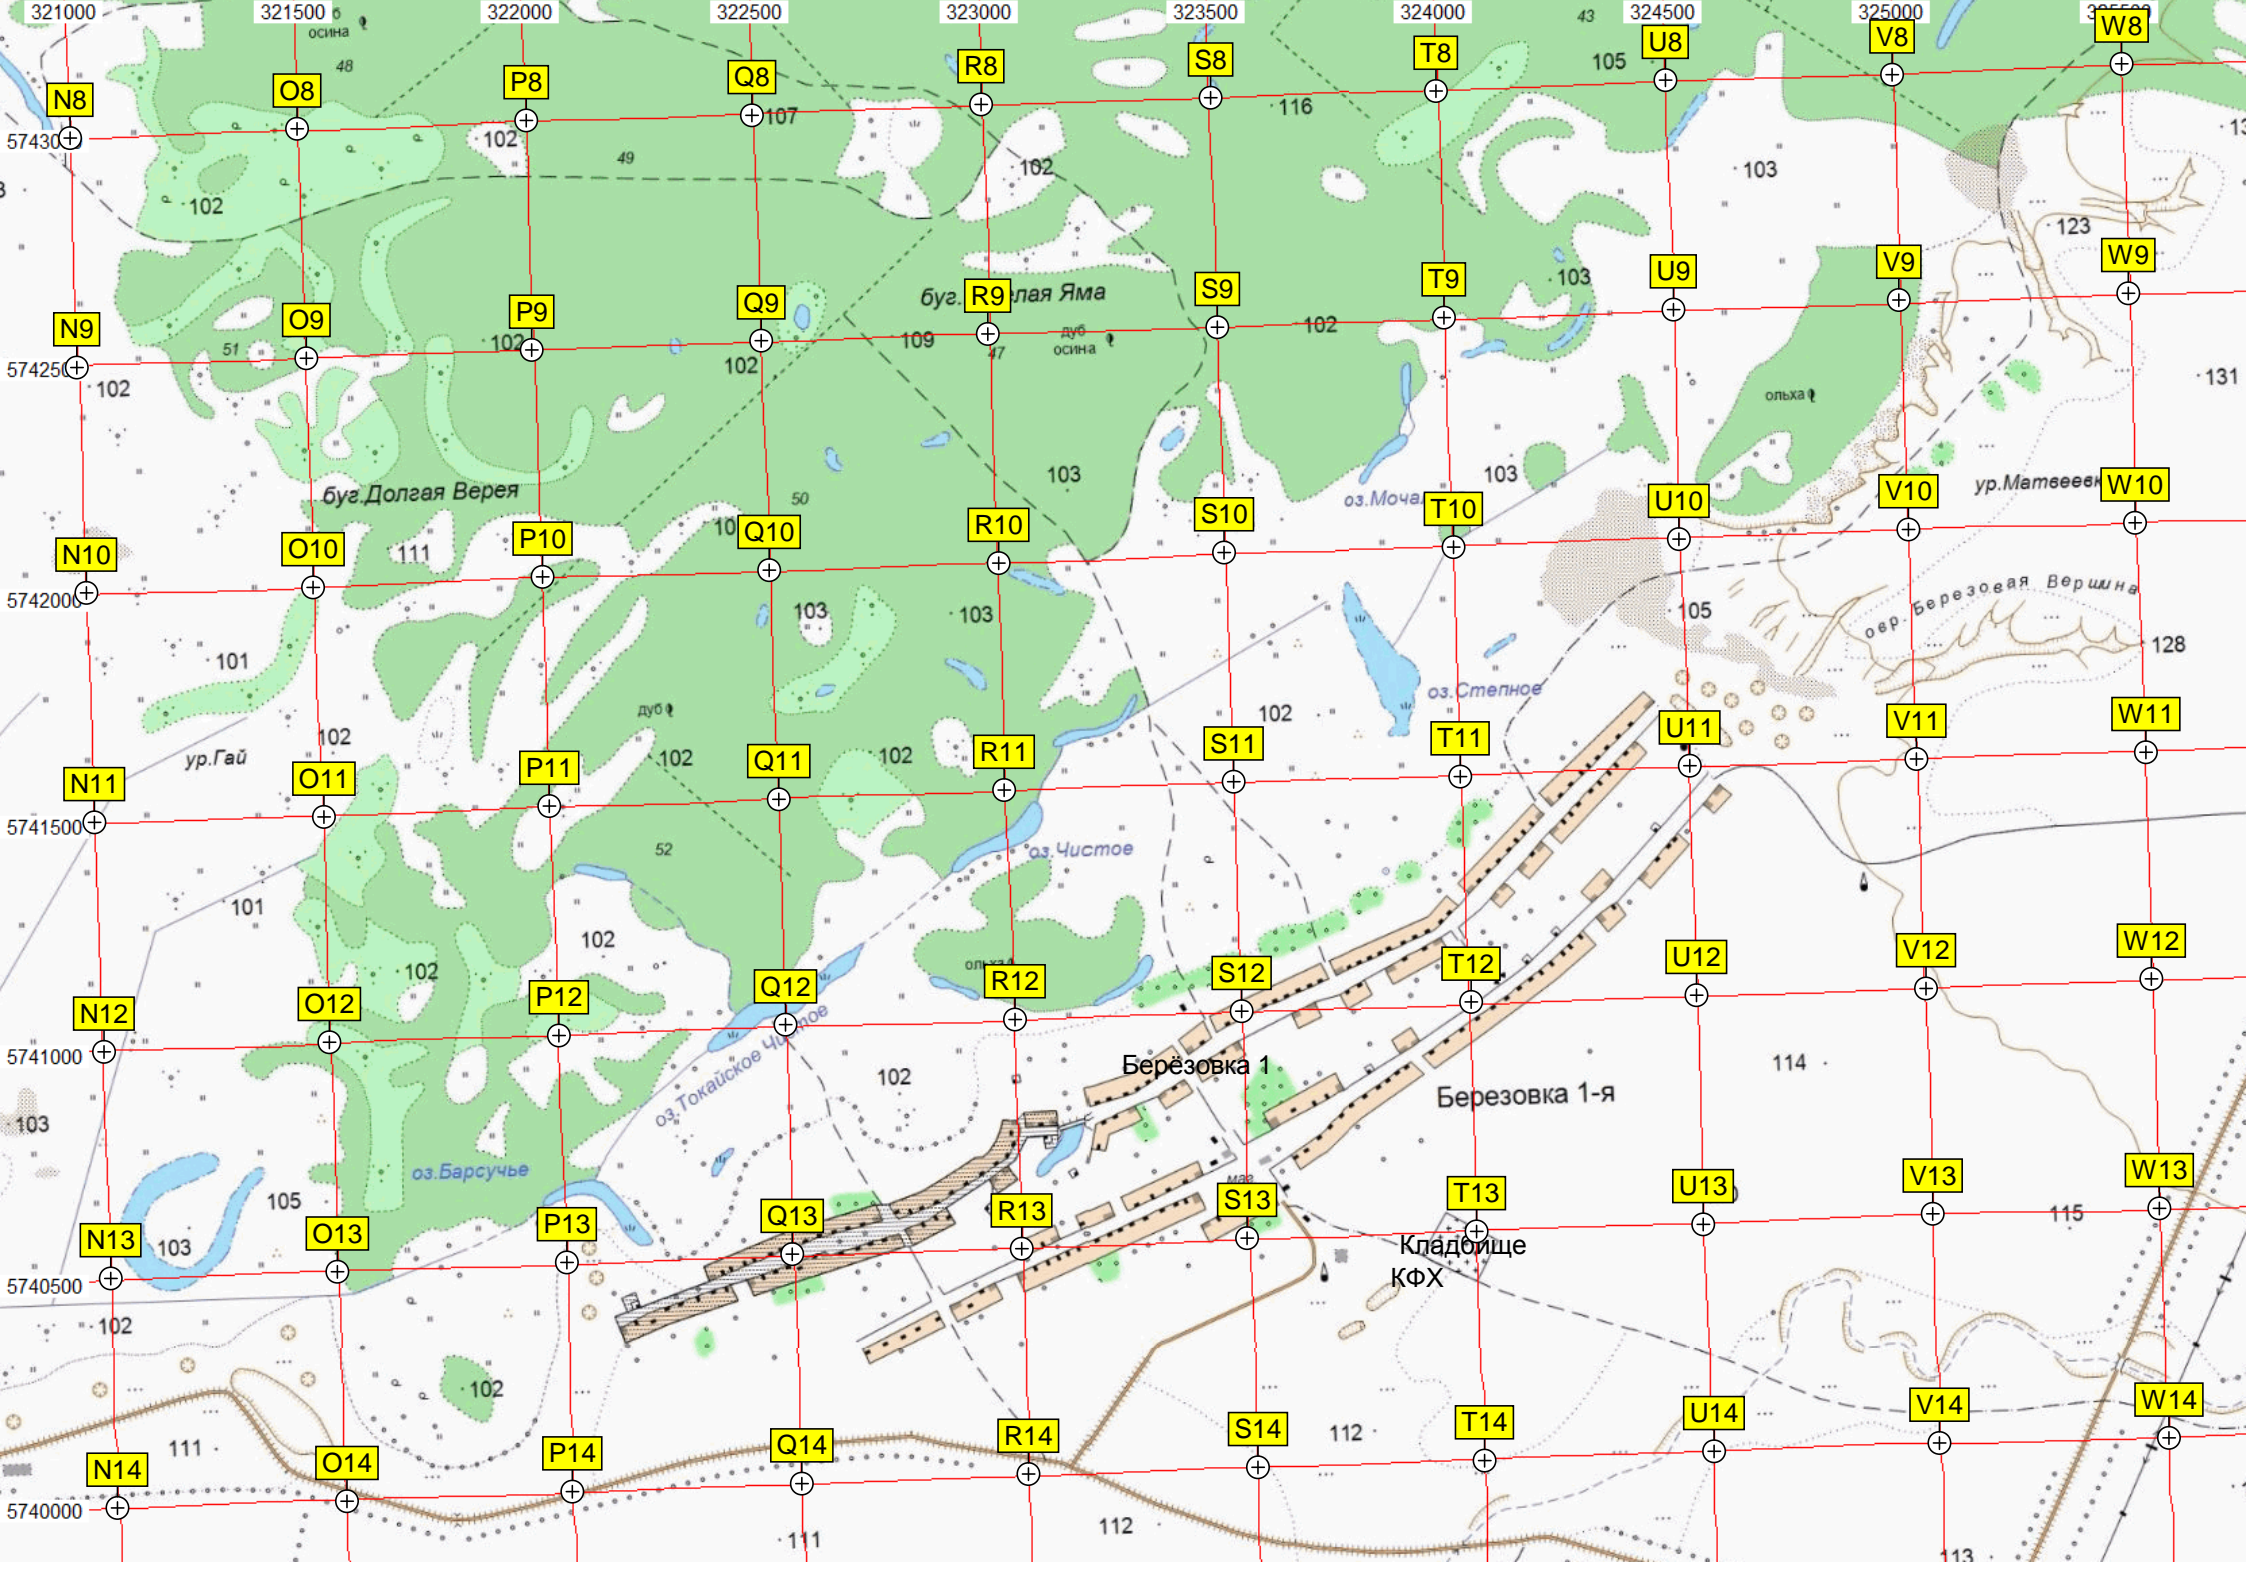 321000 321500 322000 322500 323000 323500 324000 324500 325000
б
осина
48
43
105
N8 O8 P8 Q8 R8 S8 T8 U8 V8 W8
107
116
5743000
102
49
102
103
102
123
буг.
елая Яма
103
N9 O9 P9 Q9 R9 S9 T9 U9 V9 W9
51
102
102
109
47
дуб
осина
102
574250
102
131
ольха
буг.Долгая Верея
50
103
оз.Моча
103
ур.Матвеевк
10
N10 O10 P10 Q10 R10 S10 T10 U10 V10 W10
111
5742000
103
103
105
овр. Березовая Вершина
101
128
оз.Степное
дуб
102
102
ур.Гай
102
102
N11 O11 P11 Q11 R11 S11 T11 U11 V11 W11
5741500
52
оз.Чистое
101
102
102
ольха
N12 O12 P12 Q12 R12 S12 T12 U12 V12 W12
5741000
оз.Токайское Чистое
102
Берёзовка 1
114
Березовка 1-я
103
оз.Барсучье
105
маг.
115
103
N13 O13 P13 Q13 R13 S13 T13 U13 V13 W13
Кладбище
КФХ
5740500
102
102
111
112
N14 O14 P14 Q14 R14 S14 T14 U14 V14 W14
5740000
111
112
113